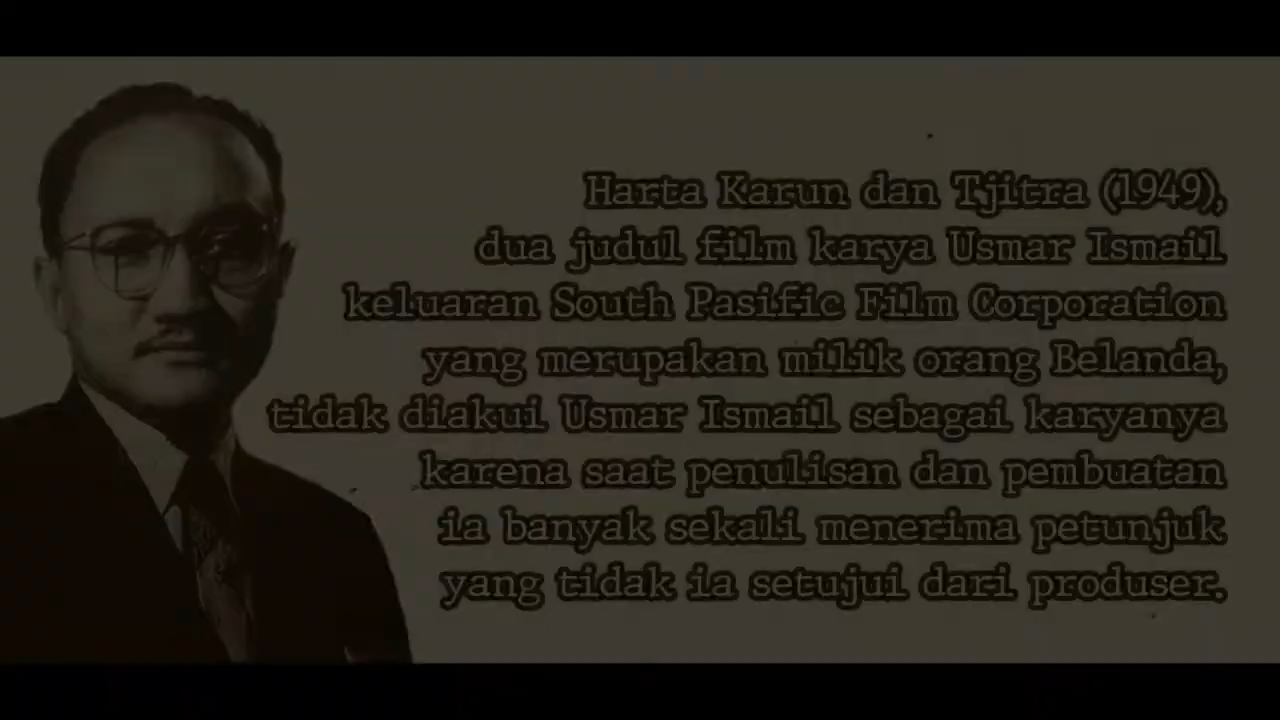 Harta Karun dan Tjitra (1949),
dua judul film karya Usmar Ismail
keluaran South Pasific Film Corporation
yang merupakan milik orang Belanda,
tidak diakui Usmar Ismail sebagai karyanya
karena saat penulisan dan pembuatan
ia banyak sekali menerima petunjuk
yang tidak ia setujui dari produser.